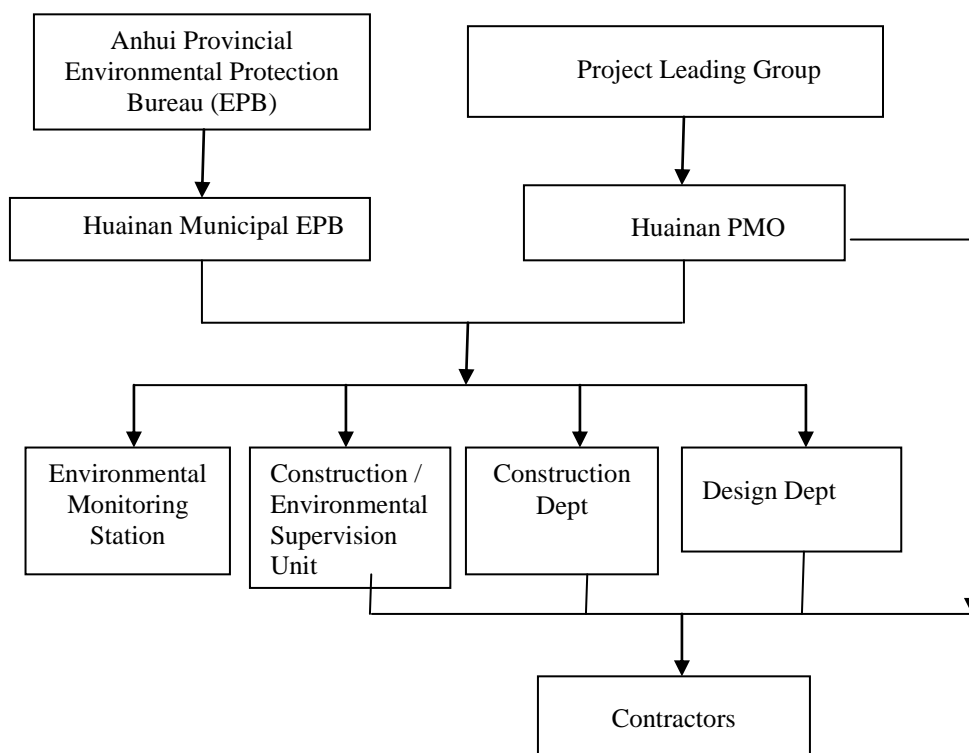 Anhui Provincial
Environmental Protection
Bureau (EPB)
Project Leading Group
Huainan Municipal EPB
Huainan PMO
Environmental
Monitoring
Station
Construction /
Environmental
Supervision
Unit
Construction
Dept
Design Dept
Contractors